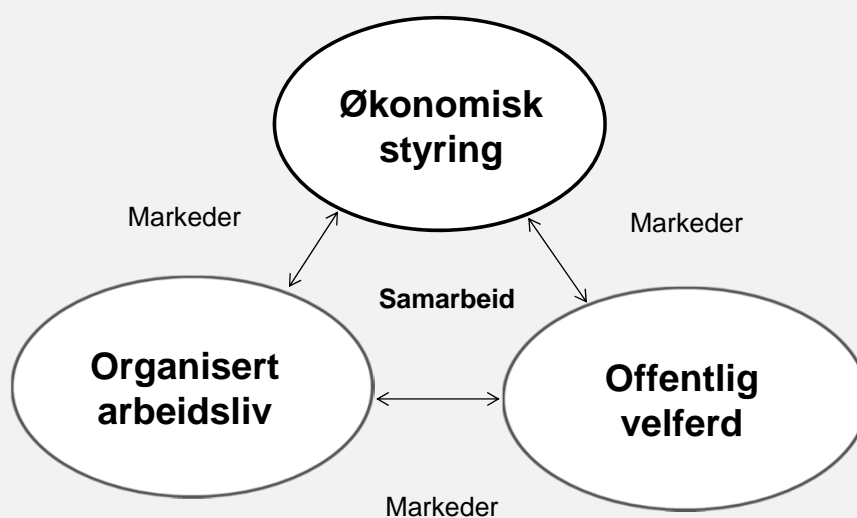 Økonomisk
styring
Markeder
Markeder
Samarbeid
Organisert
arbeidsliv
Offentlig
velferd
Markeder